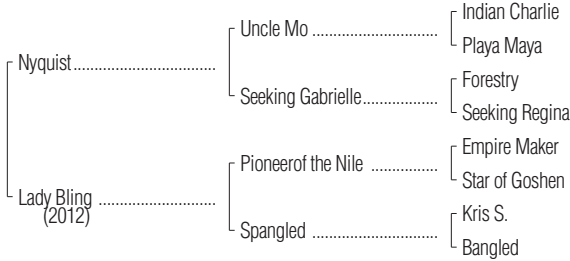 Indian Charlie
Uncle Mo ........................................
Playa Maya
Nyquist..................................
Forestry
Seeking Gabrielle........................
Seeking Regina
Empire Maker
Pioneerof the Nile .....................
Star of Goshen
Lady Bling ............................
(2012)
Kris S.
Spangled ....................................
Bangled